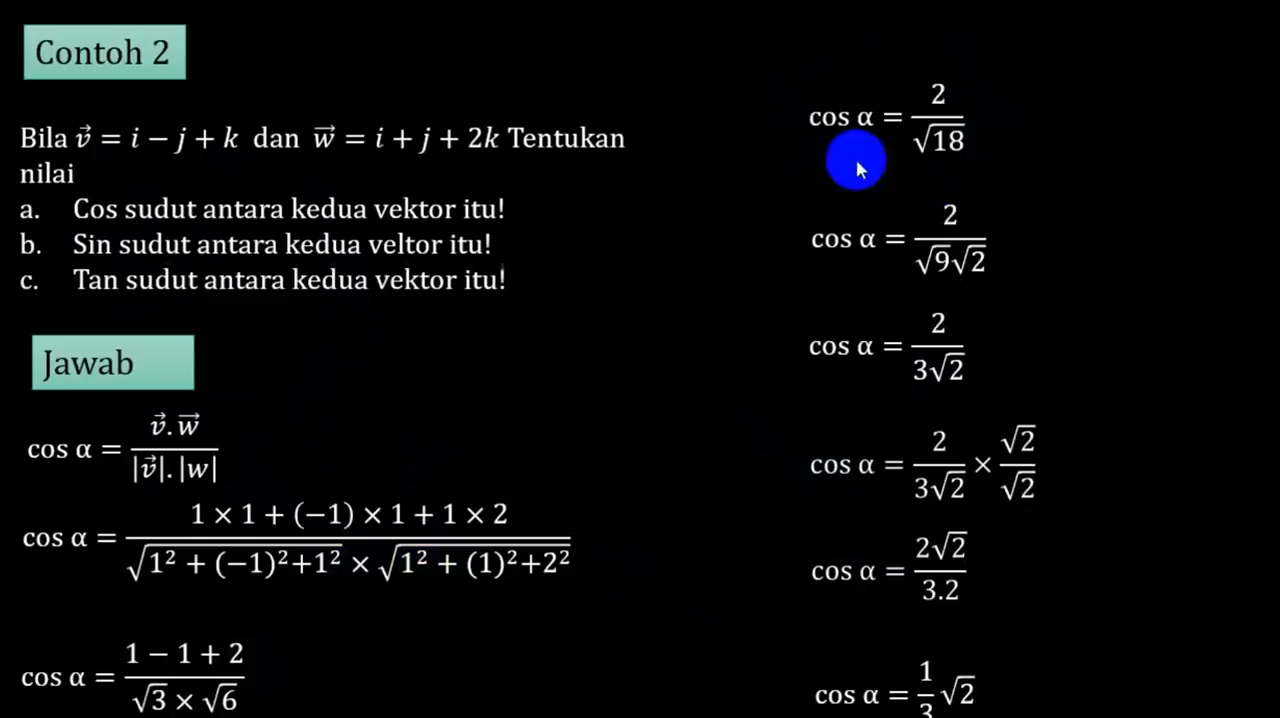 Contoh 2
Bila v⃗ = i − j + k dan w⃗ = i + j + 2k Tentukan
nilai
a. Cos sudut antara kedua vektor itu!
b. Sin sudut antara kedua veltor itu!
c. Tan sudut antara kedua vektor itu!
Jawab
cos α = v⃗.w⃗ / |v⃗|.|w|
cos α = 1 × 1 + (−1) × 1 + 1 × 2 / √(1² + (−1)²+1²) × √(1² + (1)²+2²)
cos α = 1 − 1 + 2 / √3 × √6
cos α = 2 / √18
cos α = 2 / √9√2
cos α = 2 / 3√2
cos α = 2 / 3√2 × √2 / √2
cos α = 2√2 / 3.2
cos α = 1/3 √2